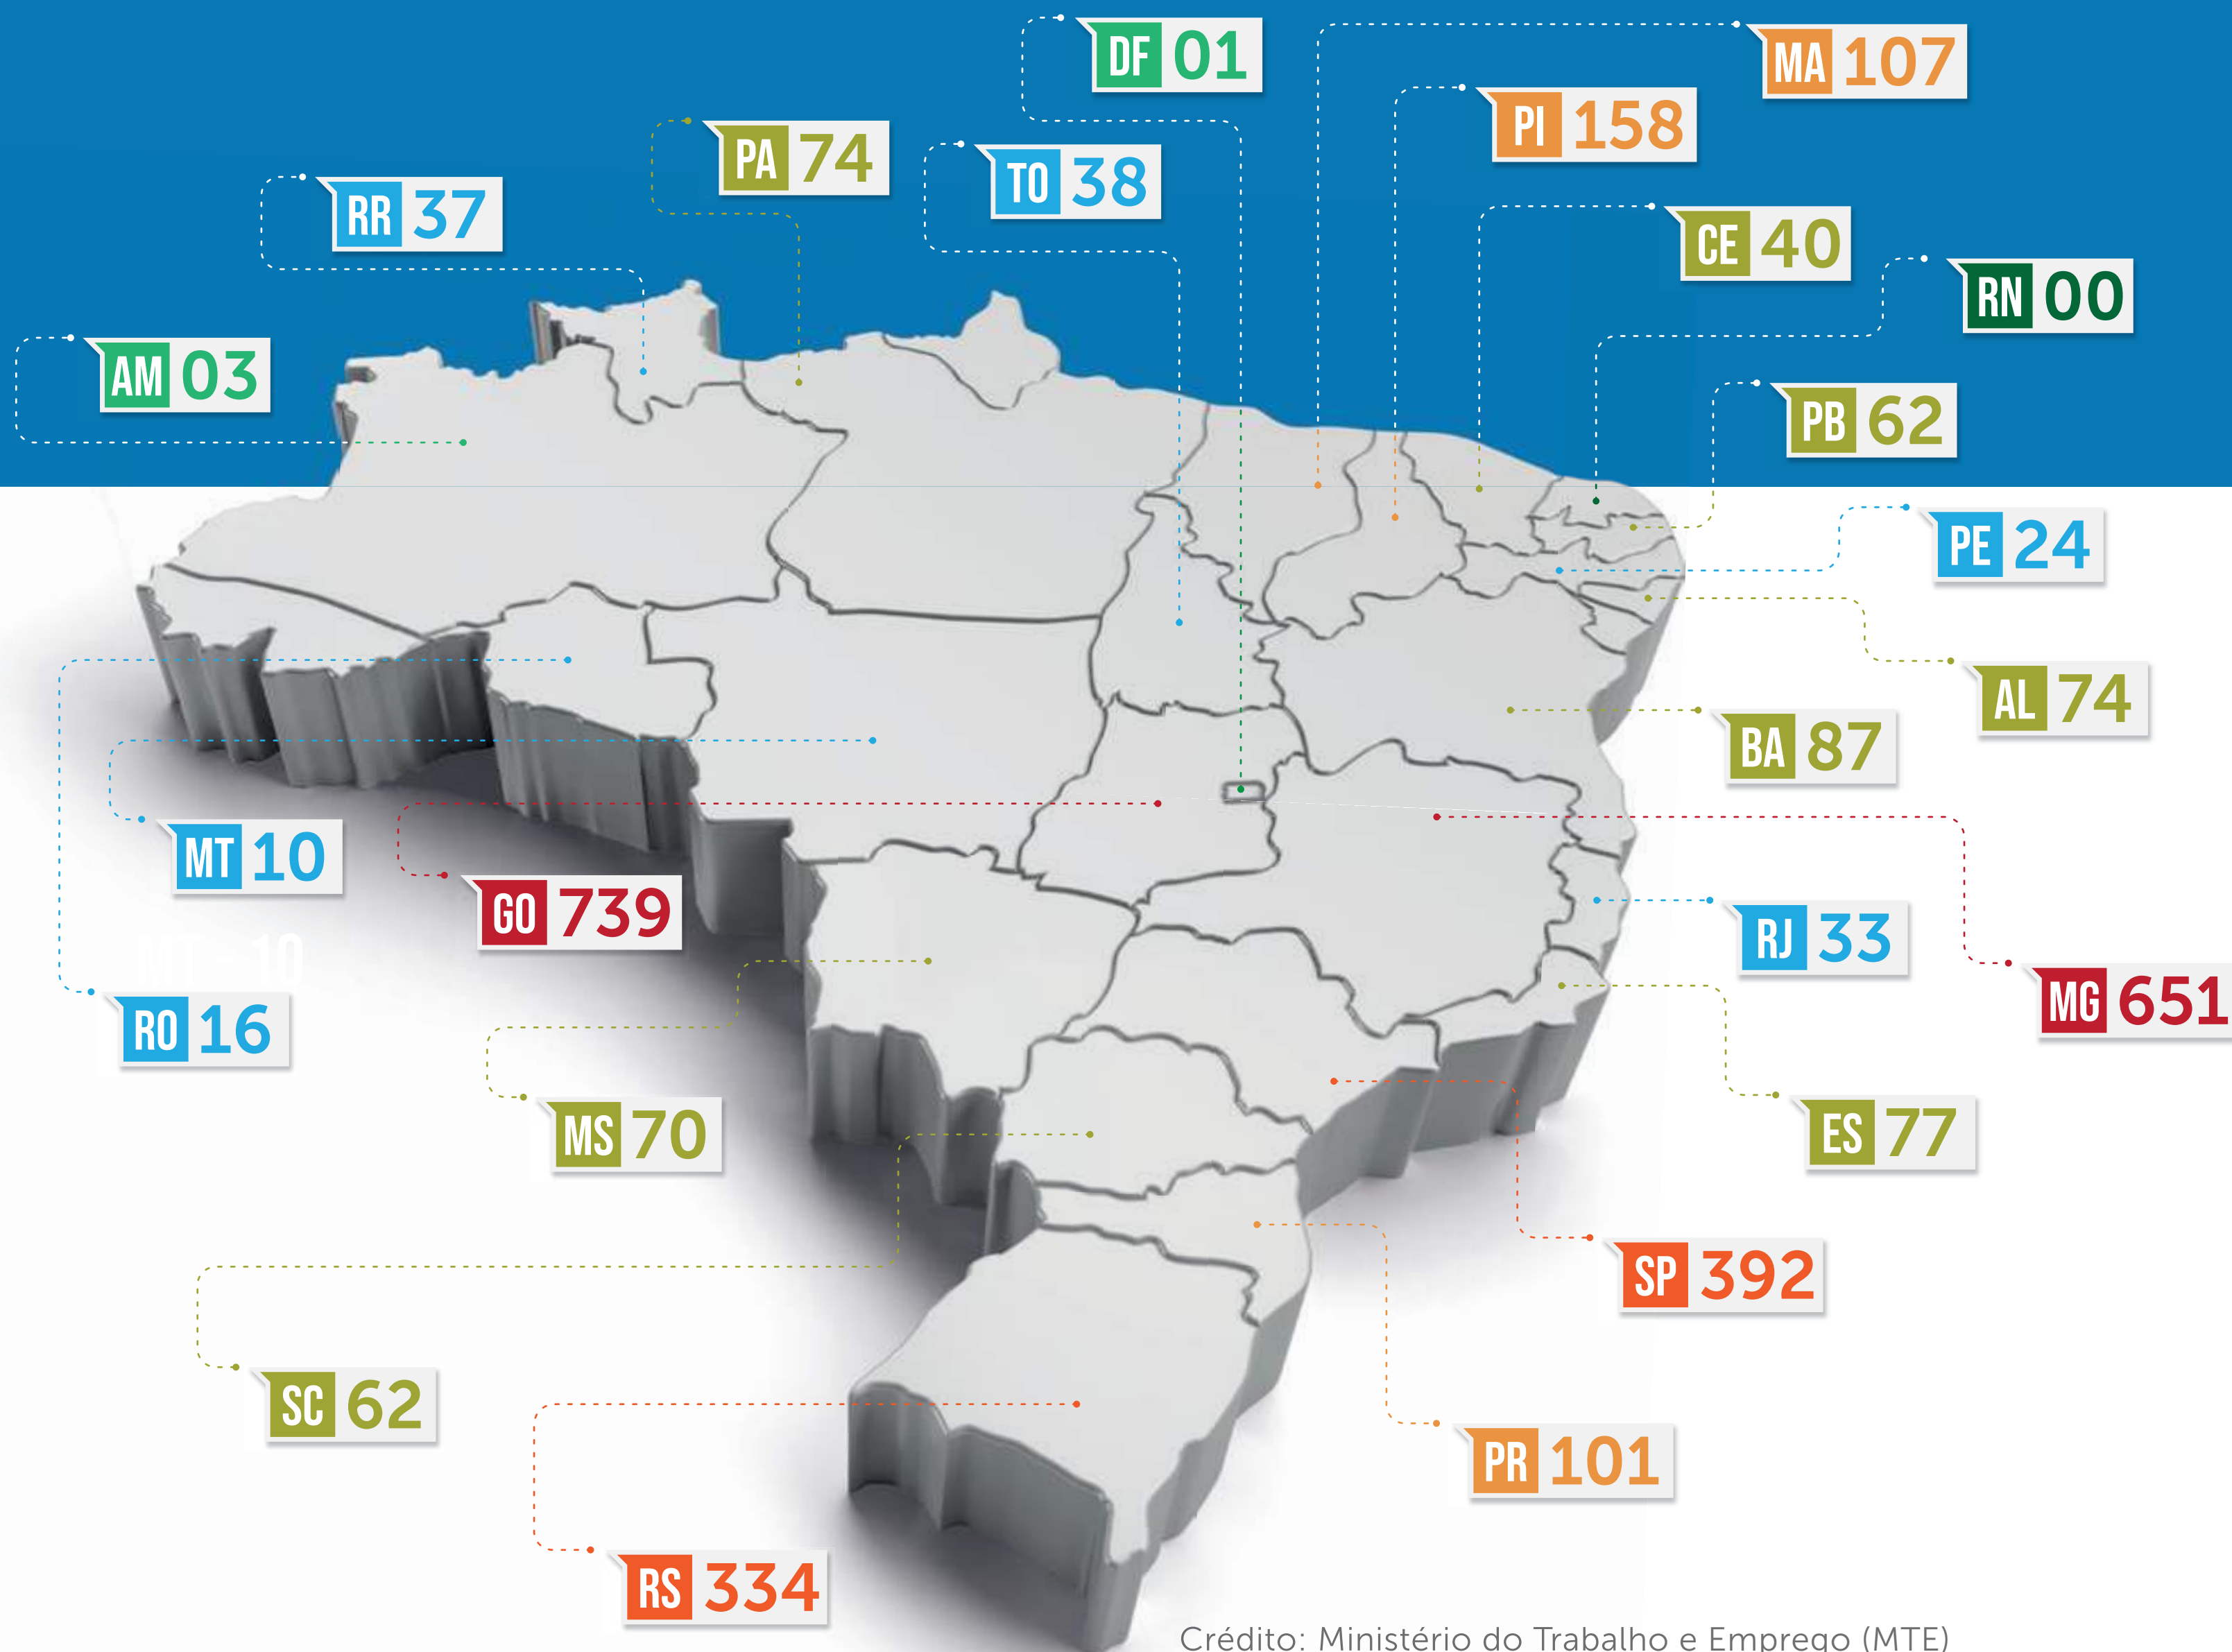 DF 01
MA 107
PI 158
PA 74
TO 38
RR 37
CE 40
RN 00
AM 03
PB 62
PE 24
AL 74
BA 87
MT 10
GO 739
RJ 33
MT - 10
MG 651
RO 16
MS 70
ES 77
SP 392
SC 62
PR 101
RS 334
Crédito: Ministério do Trabalho e Emprego (MTE)